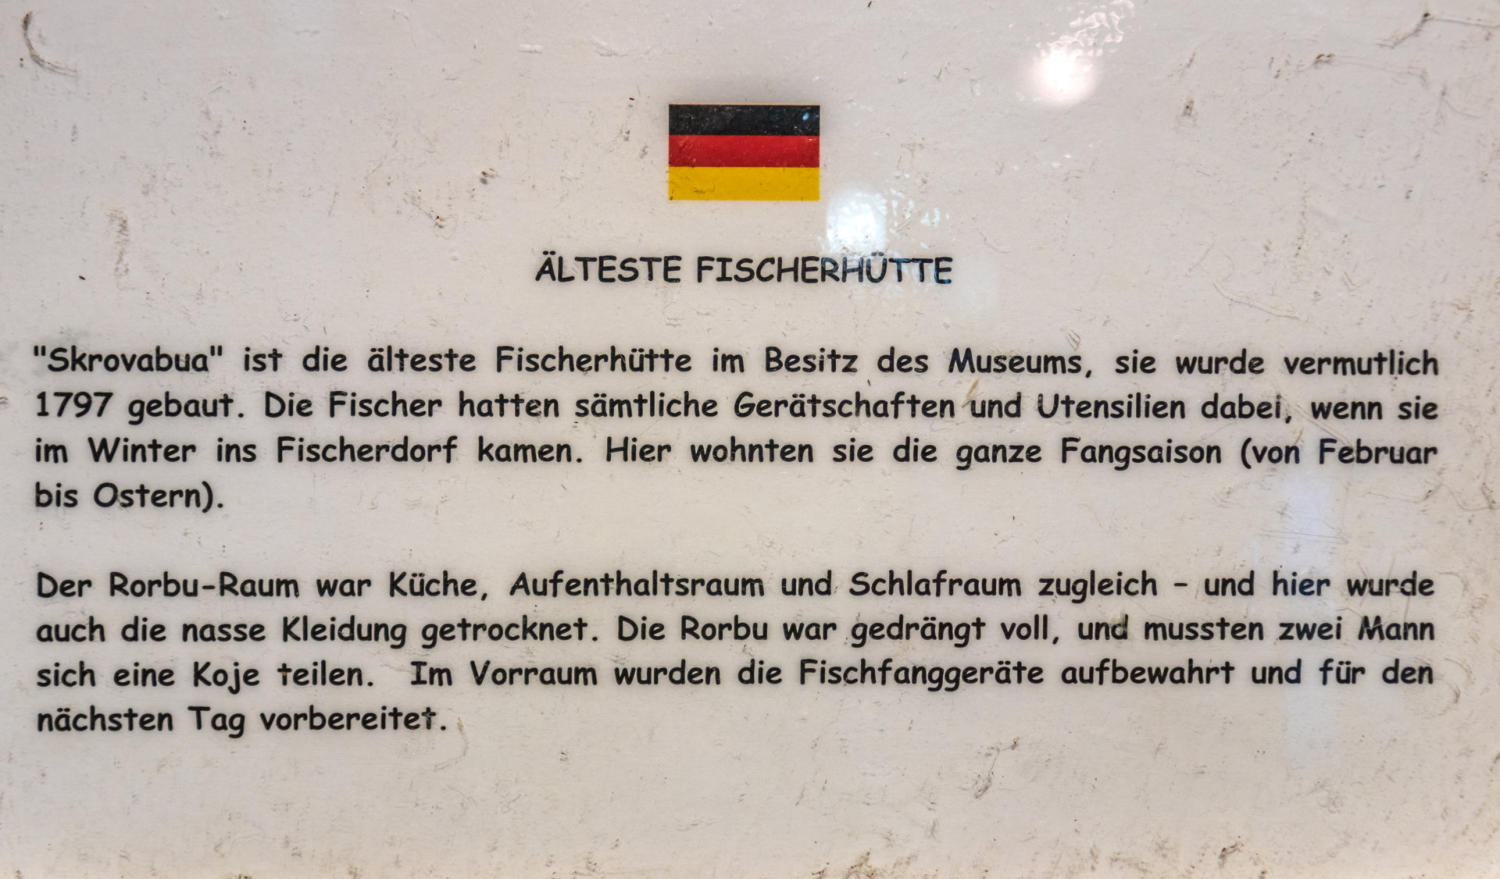 ÄLTESTE FISCHERHÜTTE
"Skrovabua" ist die älteste Fischerhütte im Besitz des Museums, sie wurde vermutlich
1797 gebaut. Die Fischer hatten sämtliche Gerätschaften und Utensilien dabei, wenn sie
im Winter ins Fischerdorf kamen. Hier wohnten sie die ganze Fangsaison (von Februar
bis Ostern).
Der Rorbu-Raum war Küche, Aufenthaltsraum und Schlafraum zugleich - und hier wurde
auch die nasse Kleidung getrocknet. Die Rorbu war gedrängt voll, und mussten zwei Mann
sich eine Koje teilen. Im Vorraum wurden die Fischfanggeräte aufbewahrt und für den
nächsten Tag vorbereitet.